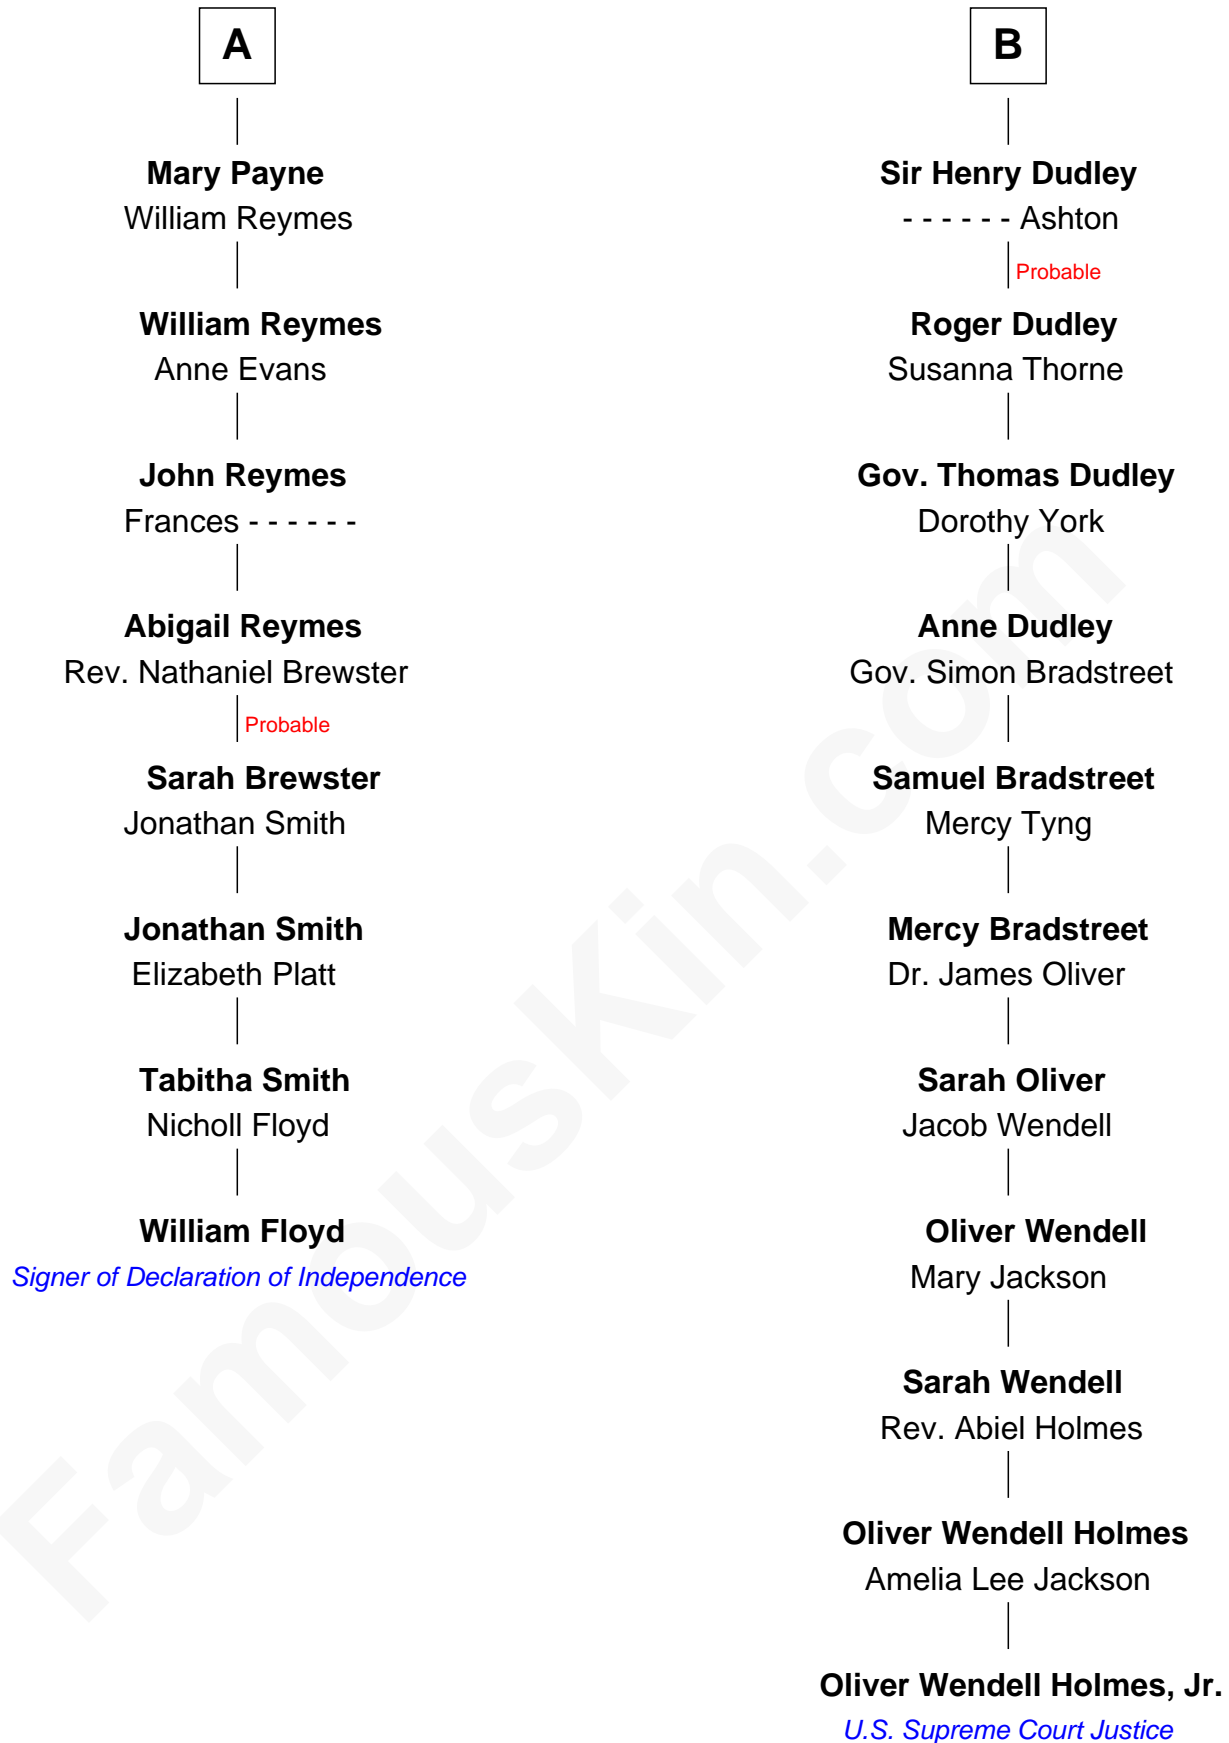 A
Mary Payne
William Reymes
William Reymes
Anne Evans
John Reymes
Frances - - - - - -
Abigail Reymes
Rev. Nathaniel Brewster
Probable
Sarah Brewster
Jonathan Smith
Jonathan Smith
Elizabeth Platt
Tabitha Smith
Nicholl Floyd
William Floyd
Signer of Declaration of Independence
B
Sir Henry Dudley
- - - - - - Ashton
Probable
Roger Dudley
Susanna Thorne
Gov. Thomas Dudley
Dorothy York
Anne Dudley
Gov. Simon Bradstreet
Samuel Bradstreet
Mercy Tyng
Mercy Bradstreet
Dr. James Oliver
Sarah Oliver
Jacob Wendell
Oliver Wendell
Mary Jackson
Sarah Wendell
Rev. Abiel Holmes
Oliver Wendell Holmes
Amelia Lee Jackson
Oliver Wendell Holmes, Jr.
U.S. Supreme Court Justice
FamousKin.com